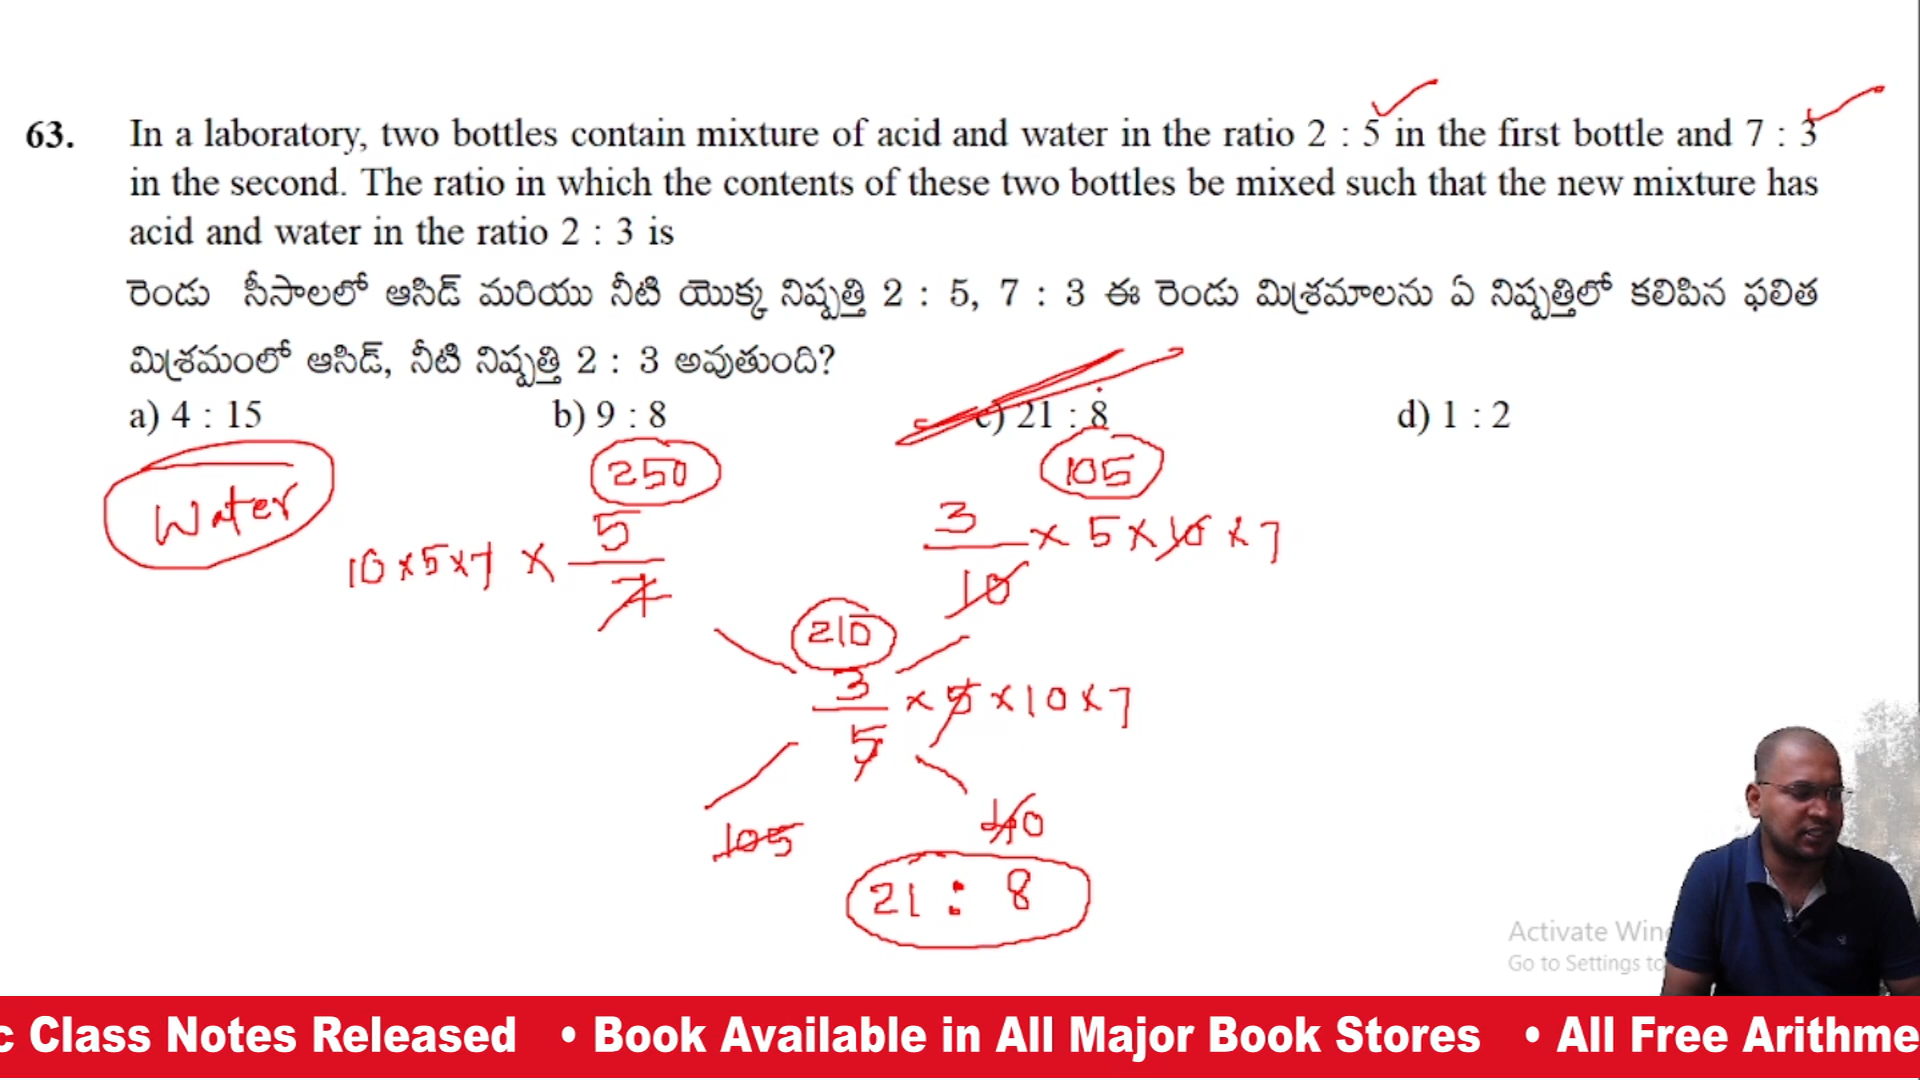 63. In a laboratory, two bottles contain mixture of acid and water in the ratio 2 : 5 in the first bottle and 7 : 3
in the second. The ratio in which the contents of these two bottles be mixed such that the new mixture has
acid and water in the ratio 2 : 3 is
రెండు సీసాలలో ఆసిడ్ మరియు నీటి యొక్క నిష్పత్తి 2 : 5, 7 : 3 ఈ రెండు మిశ్రమాలను ఏ నిష్పత్తిలో కలిపిన ఫలిత
మిశ్రమంలో ఆసిడ్, నీటి నిష్పత్తి 2 : 3 అవుతుంది?
a) 4 : 15 b) 9 : 8 c) 21 : 8 d) 1 : 2
Water 250 105
10 × 5 × 7 × 5/7 3/10 × 5 × 10 × 7
210
3/5 × 5 × 10 × 7
105 40
21 : 8
Activate Win
Go to Settings to
c Class Notes Released • Book Available in All Major Book Stores • All Free Arithme